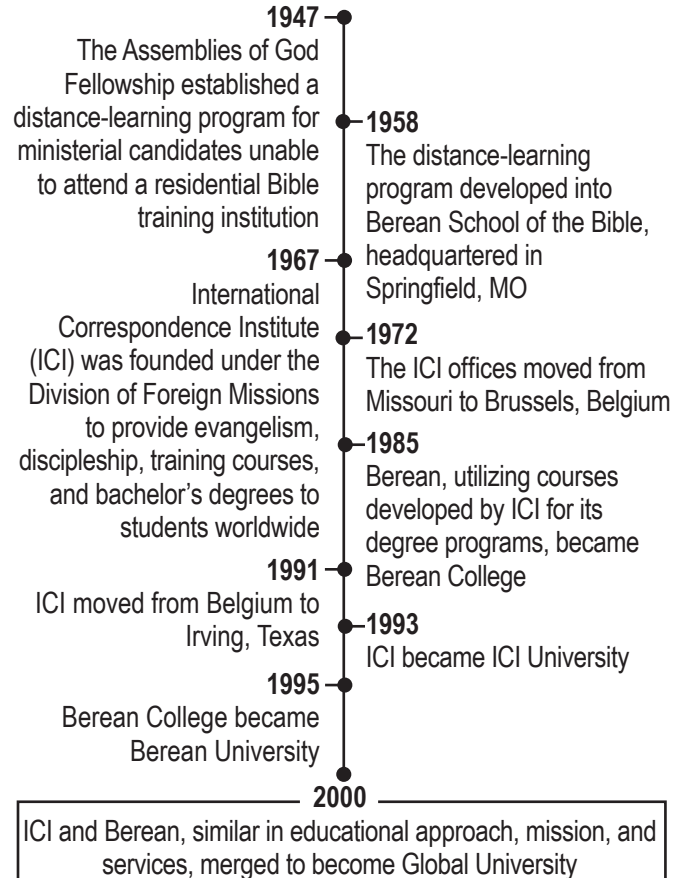 1947
The Assemblies of God
Fellowship established a
distance-learning program for
ministerial candidates unable
to attend a residential Bible
training institution
1958
The distance-learning
program developed into
Berean School of the Bible,
headquartered in
Springfield, MO
1967
International
Correspondence Institute
(ICI) was founded under the
Division of Foreign Missions
to provide evangelism,
discipleship, training courses,
and bachelor’s degrees to
students worldwide
1972
The ICI offices moved from
Missouri to Brussels, Belgium
1985
Berean, utilizing courses
developed by ICI for its
degree programs, became
Berean College
1991
ICI moved from Belgium to
Irving, Texas
1993
ICI became ICI University
1995
Berean College became
Berean University
2000
ICI and Berean, similar in educational approach, mission, and
services, merged to become Global University